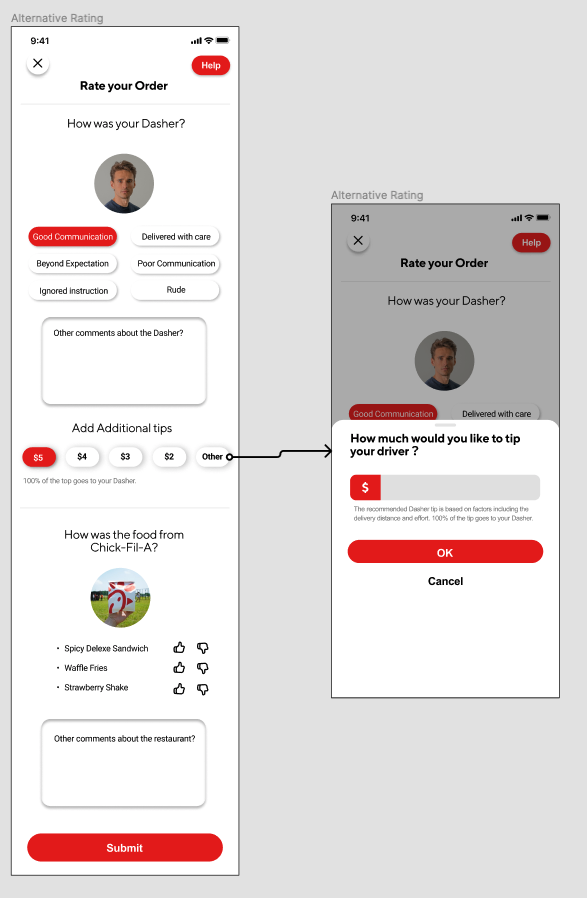 Alternative Rating
9:41
Help
Rate your Order
How was your Dasher?
Good Communication
Delivered with care
Beyond Expectation
Poor Communication
Ignored instruction
Rude
Other comments about the Dasher?
Add Additional tips
$5
$4
$3
$2
Other
100% of the top goes to your Dasher.
How was the food from
Chick-Fil-A?
Spicy Delexe Sandwich
Waffle Fries
Strawberry Shake
Other comments about the restaurant?
Submit
Alternative Rating
9:41
Help
Rate your Order
How was your Dasher?
Good Communication
Delivered with care
How much would you like to tip
your driver ?
$
The recommended Dasher tip is based on factors including the
delivery distance and effort. 100% of the tip goes to your Dasher.
OK
Cancel